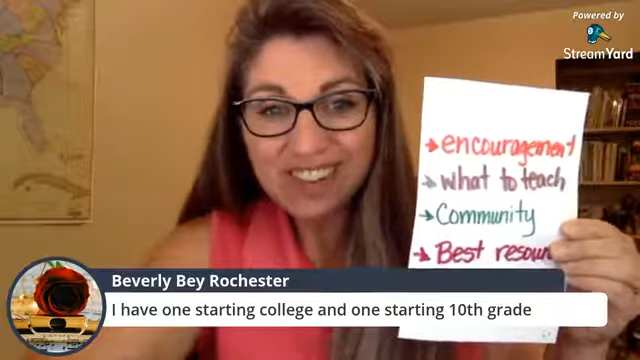 Powered by
StreamYard
→encouragement
→what to teach
→Community
→Best
Beverly Bey Rochester
I have one starting college and one starting 10th grade